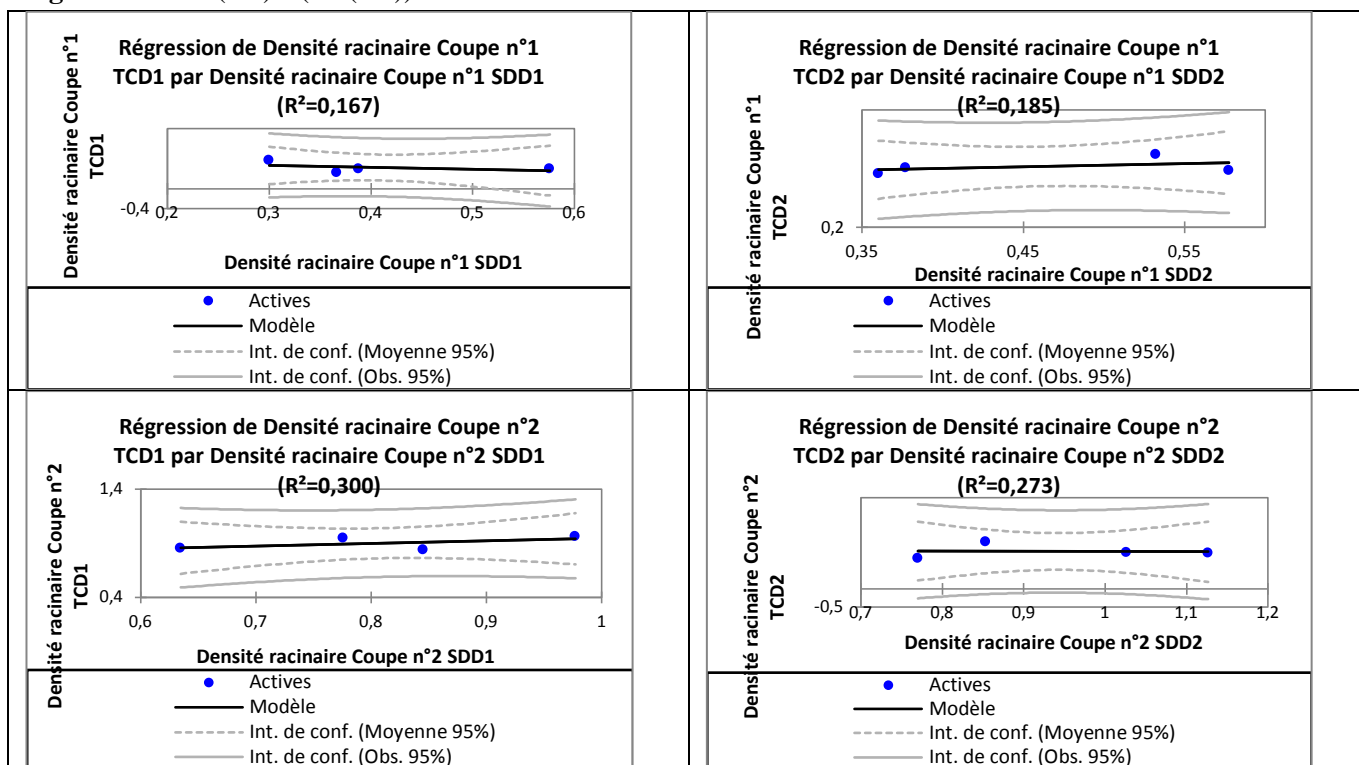 Régression de Densité racinaire Coupe n°1
TCD1 par Densité racinaire Coupe n°1 SDD1
(R²=0,167)
Densité racinaire Coupe n°1
TCD1
-0,4
0,2
0,3
0,4
0,5
0,6
Densité racinaire Coupe n°1 SDD1
Actives
Modèle
Int. de conf. (Moyenne 95%)
Int. de conf. (Obs. 95%)
Régression de Densité racinaire Coupe n°1
TCD2 par Densité racinaire Coupe n°1 SDD2
(R²=0,185)
Densité racinaire Coupe n°1
TCD2
0,2
0,35
0,45
0,55
Densité racinaire Coupe n°1 SDD2
Actives
Modèle
Int. de conf. (Moyenne 95%)
Int. de conf. (Obs. 95%)
Régression de Densité racinaire Coupe n°2
TCD1 par Densité racinaire Coupe n°2 SDD1
(R²=0,300)
Densité racinaire Coupe n°2
TCD1
1,4
0,4
0,6
0,7
0,8
0,9
1
Densité racinaire Coupe n°2 SDD1
Actives
Modèle
Int. de conf. (Moyenne 95%)
Int. de conf. (Obs. 95%)
Régression de Densité racinaire Coupe n°2
TCD2 par Densité racinaire Coupe n°2 SDD2
(R²=0,273)
Densité racinaire Coupe n°2
TCD2
-0,5
0,7
0,8
0,9
1
1,1
1,2
Densité racinaire Coupe n°2 SDD2
Actives
Modèle
Int. de conf. (Moyenne 95%)
Int. de conf. (Obs. 95%)